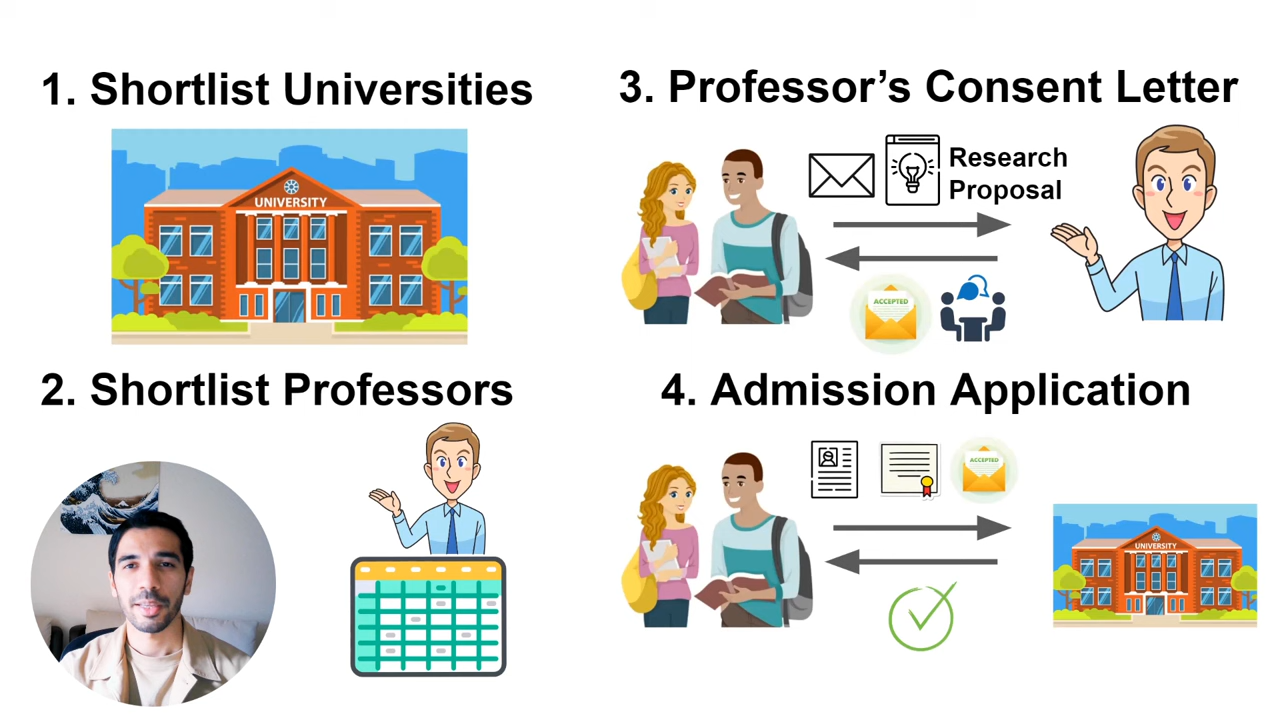 1. Shortlist Universities
UNIVERSITY
2. Shortlist Professors
3. Professor’s Consent Letter
Research
Proposal
ACCEPTED
4. Admission Application
ACCEPTED
UNIVERSITY